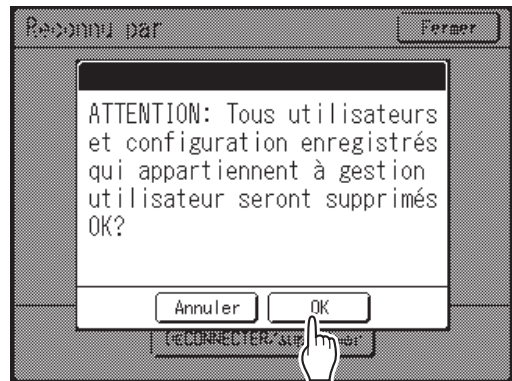 Reconnu par
Fermer
ATTENTION: Tous utilisateurs
et configuration enregistrés
qui appartiennent à gestion
utilisateur seront supprimés
OK?
Annuler
OK